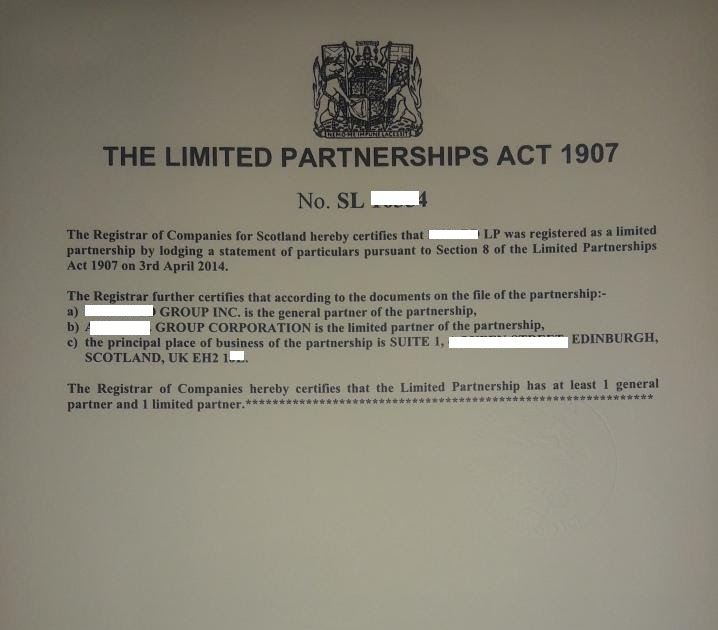 NEMO ME IMPUNE LACESSIT
THE LIMITED PARTNERSHIPS ACT 1907
No. SL 4
The Registrar of Companies for Scotland hereby certifies that LP was registered as a limited
partnership by lodging a statement of particulars pursuant to Section 8 of the Limited Partnerships
Act 1907 on 3rd April 2014.
The Registrar further certifies that according to the documents on the file of the partnership:-
a) GROUP INC. is the general partner of the partnership,
b) GROUP CORPORATION is the limited partner of the partnership,
c) the principal place of business of the partnership is SUITE 1, EDINBURGH,
SCOTLAND, UK EH2 1
The Registrar of Companies hereby certifies that the Limited Partnership has at least 1 general
partner and 1 limited partner.*************************************************************